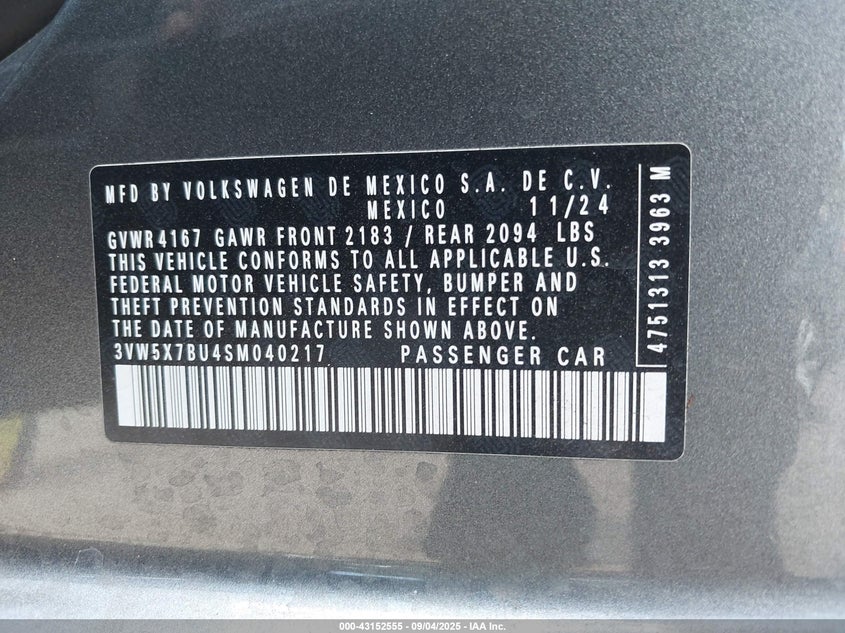 MFD BY VOLKSWAGEN DE MEXICO S.A. DE C.V.
MEXICO 11/24
GVWR4167 GAWR FRONT 2183 / REAR 2094 LBS
THIS VEHICLE CONFORMS TO ALL APPLICABLE U.S.
FEDERAL MOTOR VEHICLE SAFETY, BUMPER AND
THEFT PREVENTION STANDARDS IN EFFECT ON
THE DATE OF MANUFACTURE SHOWN ABOVE.
3VW5X7BU4SM040217 PASSENGER CAR
4751313 3963 M
000-43152555 - 09/04/2025 - IAA Inc.